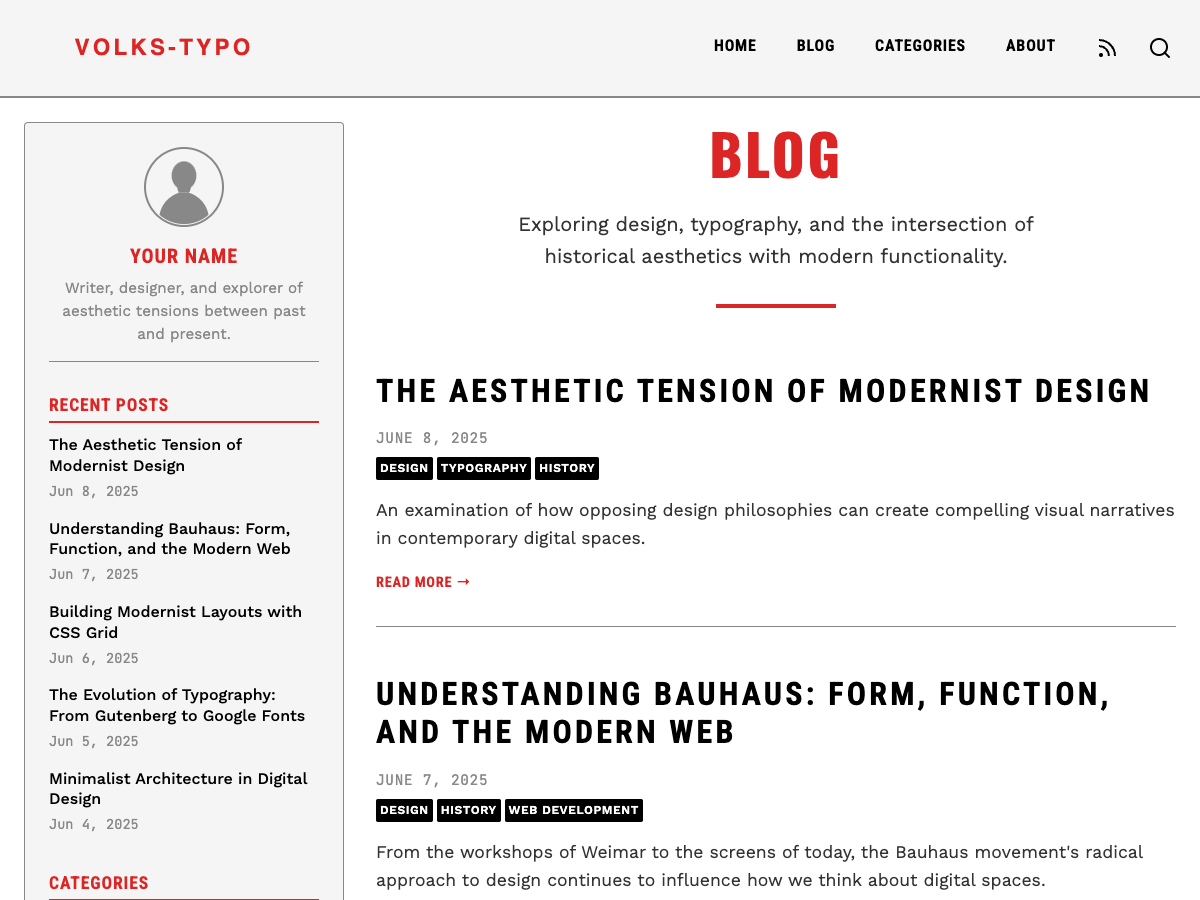 VOLKS-TYPO
HOME
BLOG
CATEGORIES
ABOUT
YOUR NAME
Writer, designer, and explorer of
aesthetic tensions between past
and present.
RECENT POSTS
The Aesthetic Tension of
Modernist Design
Jun 8, 2025
Understanding Bauhaus: Form,
Function, and the Modern Web
Jun 7, 2025
Building Modernist Layouts with
CSS Grid
Jun 6, 2025
The Evolution of Typography:
From Gutenberg to Google Fonts
Jun 5, 2025
Minimalist Architecture in Digital
Design
Jun 4, 2025
CATEGORIES
BLOG
Exploring design, typography, and the intersection of
historical aesthetics with modern functionality.
THE AESTHETIC TENSION OF MODERNIST DESIGN
JUNE 8, 2025
DESIGN TYPOGRAPHY HISTORY
An examination of how opposing design philosophies can create compelling visual narratives
in contemporary digital spaces.
READ MORE →
UNDERSTANDING BAUHAUS: FORM, FUNCTION,
AND THE MODERN WEB
JUNE 7, 2025
DESIGN HISTORY WEB DEVELOPMENT
From the workshops of Weimar to the screens of today, the Bauhaus movement's radical
approach to design continues to influence how we think about digital spaces.